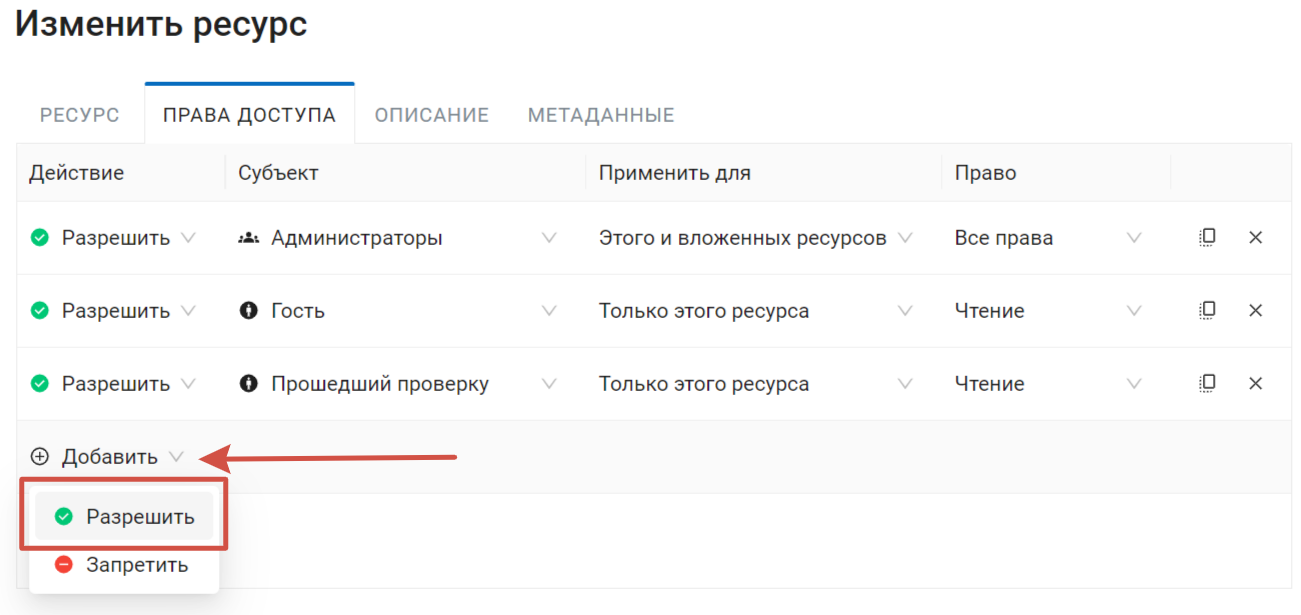 Изменить ресурс
РЕСУРС ПРАВА ДОСТУПА ОПИСАНИЕ МЕТАДАННЫЕ
Действие Субъект Применить для Право
Разрешить Администраторы Этого и вложенных ресурсов Все права
Разрешить Гость Только этого ресурса Чтение
Разрешить Прошедший проверку Только этого ресурса Чтение
Добавить
Разрешить
Запретить